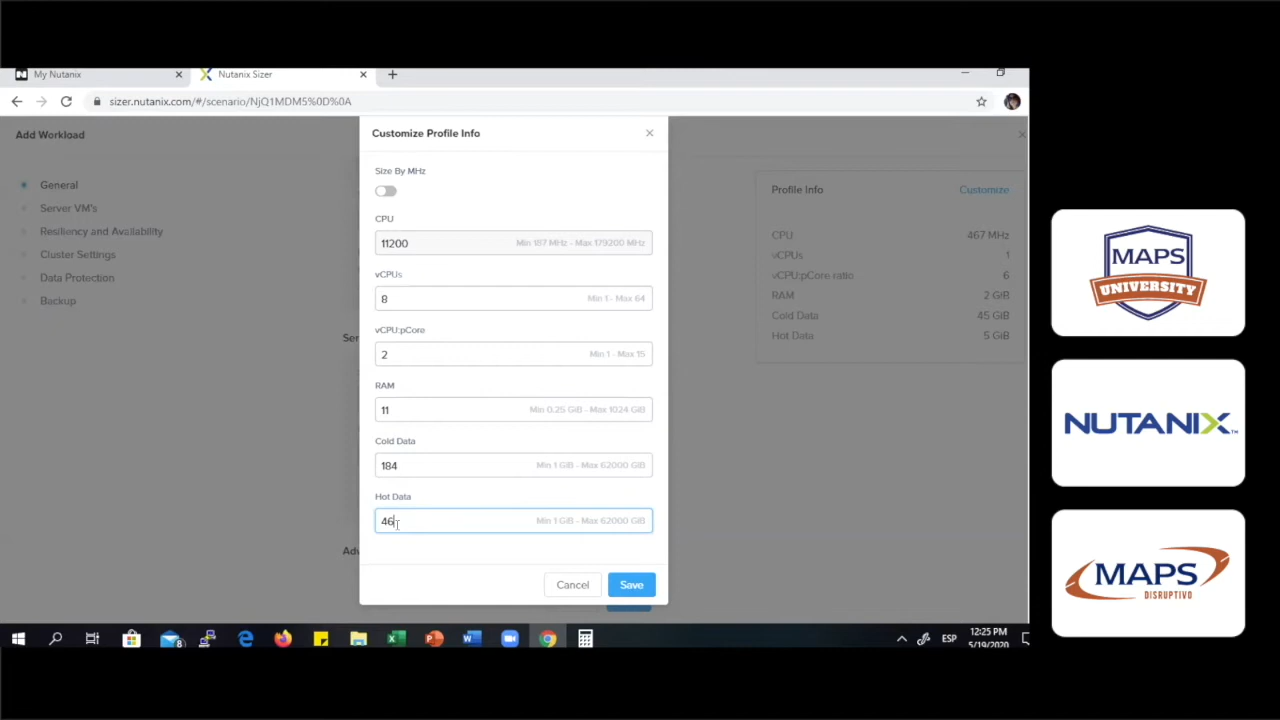 My Nutanix
Nutanix Sizer
sizer.nutanix.com/#/scenario/NjQ1MDM5%0D%0A
Add Workload
General
Server VM's
Resiliency and Availability
Cluster Settings
Data Protection
Backup
Ser
Adv
Customize Profile Info
Size By MHz
CPU
11200 Min 187 MHz - Max 179200 MHz
vCPUs
8 Min 1 - Max 64
vCPU:pCore
2 Min 1 - Max 15
RAM
11 Min 0.25 GiB - Max 1024 GiB
Cold Data
184 Min 1 GiB - Max 62000 GiB
Hot Data
46 Min 1 GiB - Max 62000 GiB
Cancel Save
Profile Info Customize
CPU 467 MHz
vCPUs 1
vCPU:pCore ratio 6
RAM 2 GiB
Cold Data 45 GiB
Hot Data 5 GiB
8
ESP
12:25 PM
5/19/2020
MAPS
UNIVERSITY
NUTANIX™
MAPS
DISRUPTIVO